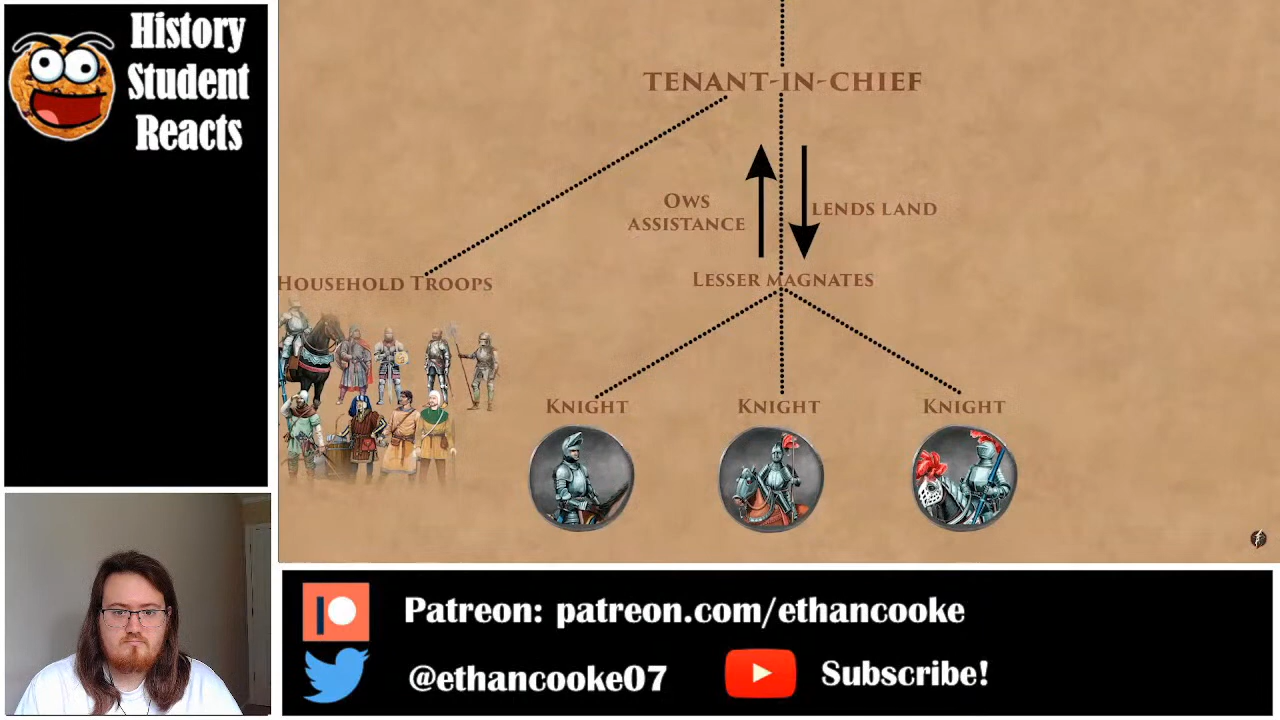 History
Student
Reacts
TENANT-IN-CHIEF
OWS
ASSISTANCE
LENDS LAND
HOUSEHOLD TROOPS
LESSER MAGNATES
KNIGHT
KNIGHT
KNIGHT
Patreon: patreon.com/ethancooke
@ethancooke07
Subscribe!